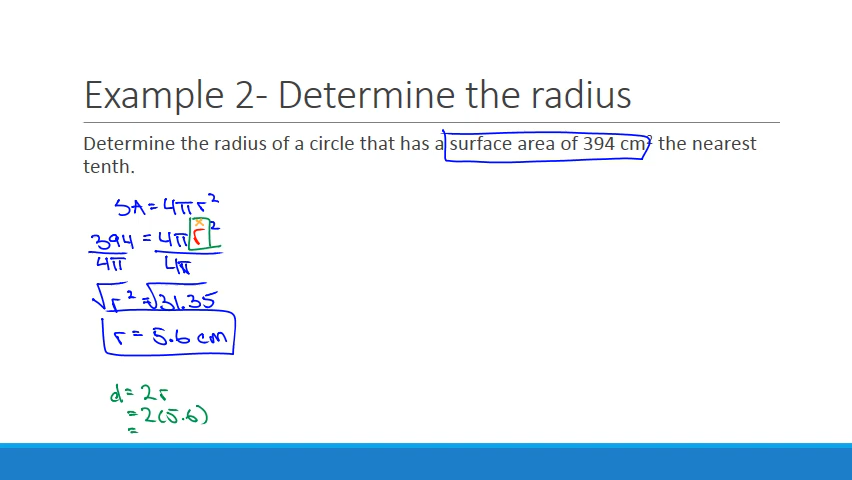 Example 2- Determine the radius
Determine the radius of a circle that has a surface area of 394 cm² the nearest
tenth.
SA = 4πr²
x
394 = 4πr²
4π 4π
√r² = √31.35
r = 5.6 cm
d = 2r
= 2(5.6)
=